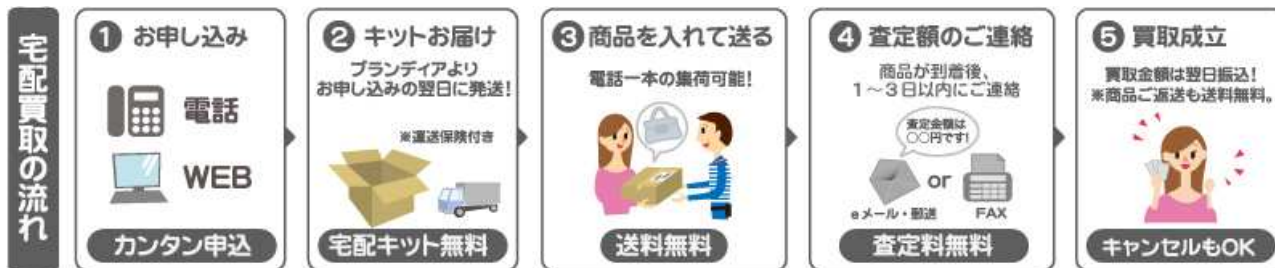 宅配買取の流れ
1 お申し込み
電話
WEB
カンタン申込
2 キットお届け
ブランディアより
お申し込みの翌日に発送!
※運送保険付き
宅配キット無料
3 商品を入れて送る
電話一本の集荷可能!
送料無料
4 査定額のご連絡
商品が到着後、
1〜3日以内にご連絡
査定金額は
〇〇円です!
or
eメール・郵送
FAX
査定料無料
5 買取成立
買取金額は翌日振込!
※商品ご返送も送料無料。
キャンセルもOK